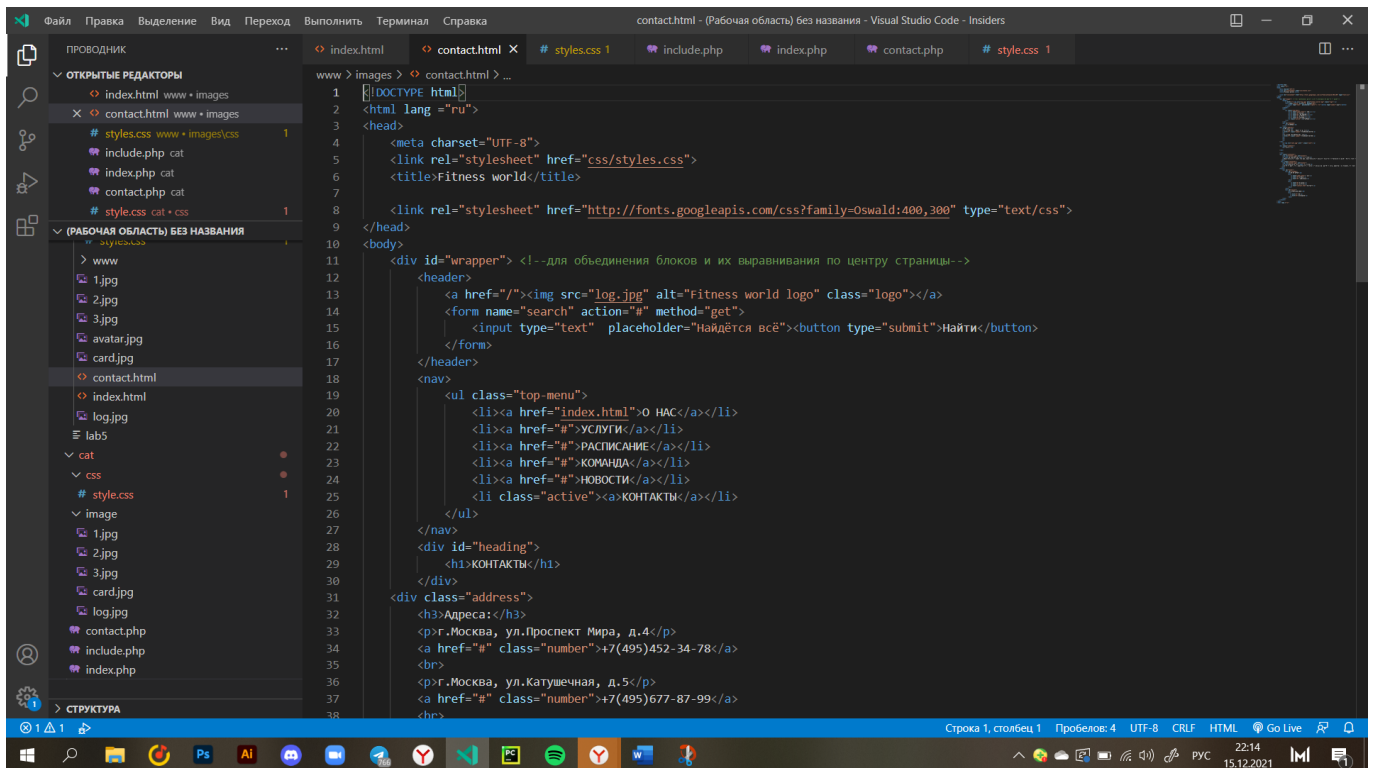 Файл Правка Выделение Вид Переход Выполнить Терминал Справка contact.html - (Рабочая область) без названия - Visual Studio Code - Insiders
ПРОВОДНИК ···
ОТКРЫТЫЕ РЕДАКТОРЫ
index.html www • images
contact.html www • images
# styles.css www • images\css 1
include.php cat
index.php cat
contact.php cat
# style.css cat • css 1
(РАБОЧАЯ ОБЛАСТЬ) БЕЗ НАЗВАНИЯ
# styles.css 1
www
1.jpg
2.jpg
3.jpg
avatar.jpg
card.jpg
contact.html
index.html
log.jpg
lab5
cat
css
# style.css 1
image
1.jpg
2.jpg
3.jpg
card.jpg
log.jpg
contact.php
include.php
index.php
СТРУКТУРА
index.html contact.html # styles.css 1 include.php index.php contact.php # style.css 1
www > images > contact.html > ...
1 <!DOCTYPE html>
2 <html lang ="ru">
3 <head>
4 <meta charset="UTF-8">
5 <link rel="stylesheet" href="css/styles.css">
6 <title>Fitness world</title>
7
8 <link rel="stylesheet" href="http://fonts.googleapis.com/css?family=Oswald:400,300" type="text/css">
9 </head>
10 <body>
11 <div id="wrapper"> <!--для объединения блоков и их выравнивания по центру страницы-->
12 <header>
13 <a href="/"><img src="log.jpg" alt="Fitness world logo" class="logo"></a>
14 <form name="search" action="#" method="get">
15 <input type="text"  placeholder="Найдётся всё"><button type="submit">Найти</button>
16 </form>
17 </header>
18 <nav>
19 <ul class="top-menu">
20 <li><a href="index.html">О НАС</a></li>
21 <li><a href="#">УСЛУГИ</a></li>
22 <li><a href="#">РАСПИСАНИЕ</a></li>
23 <li><a href="#">КОМАНДА</a></li>
24 <li><a href="#">НОВОСТИ</a></li>
25 <li class="active"><a>КОНТАКТЫ</a></li>
26 </ul>
27 </nav>
28 <div id="heading">
29 <h1>КОНТАКТЫ</h1>
30 </div>
31 <div class="address">
32 <h3>Адреса:</h3>
33 <p>г.Москва, ул.Проспект Мира, д.4</p>
34 <a href="#" class="number">+7(495)452-34-78</a>
35 <br>
36 <p>г.Москва, ул.Катушечная, д.5</p>
37 <a href="#" class="number">+7(495)677-87-99</a>
38 <br>
1 1 Строка 1, столбец 1 Пробелов: 4 UTF-8 CRLF HTML Go Live
Ps Ai 766 PC W РУС 22:14
15.12.2021